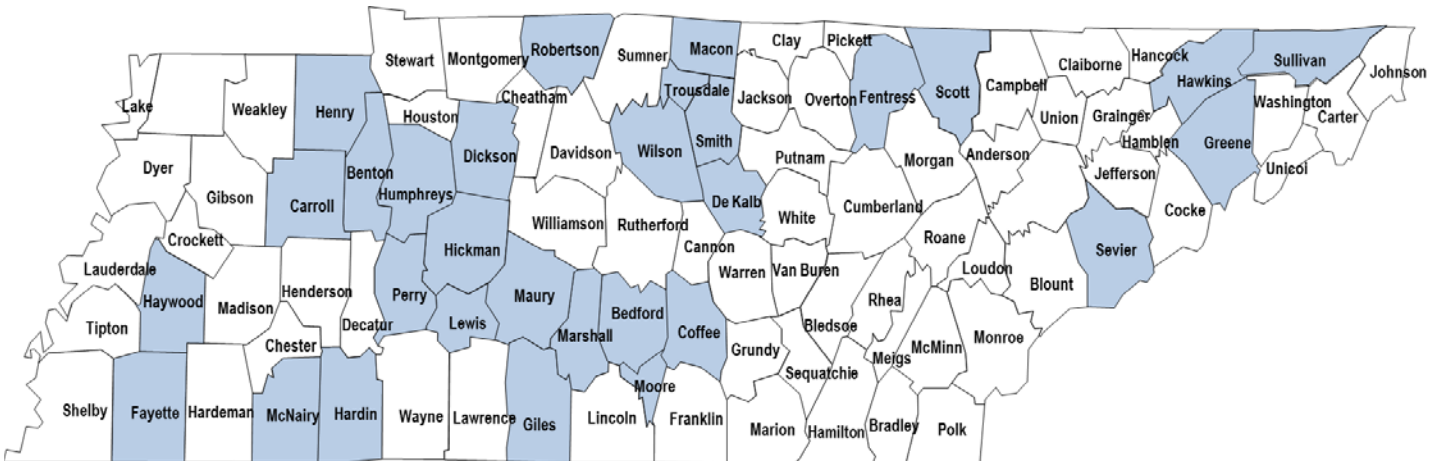 Stewart
Montgomery
Robertson
Sumner
Macon
Clay
Pickett
Fentress
Scott
Campbell
Claiborne
Hancock
Hawkins
Sullivan
Johnson
Lake
Weakley
Henry
Houston
Cheatham
Trousdale
Jackson
Overton
Union
Grainger
Washington
Carter
Hamblen
Greene
Unicoi
Dyer
Gibson
Carroll
Benton
Humphreys
Dickson
Davidson
Wilson
Smith
Putnam
Morgan
Anderson
Jefferson
Cocke
Crockett
Hickman
Williamson
Rutherford
De Kalb
Cannon
White
Cumberland
Roane
Loudon
Sevier
Blount
Lauderdale
Haywood
Madison
Henderson
Decatur
Perry
Lewis
Maury
Marshall
Bedford
Coffee
Warren
Van Buren
Bledsoe
Rhea
Meigs
McMinn
Monroe
Tipton
Chester
Moore
Grundy
Sequatchie
Shelby
Fayette
Hardeman
McNairy
Hardin
Wayne
Lawrence
Giles
Lincoln
Franklin
Marion
Hamilton
Bradley
Polk